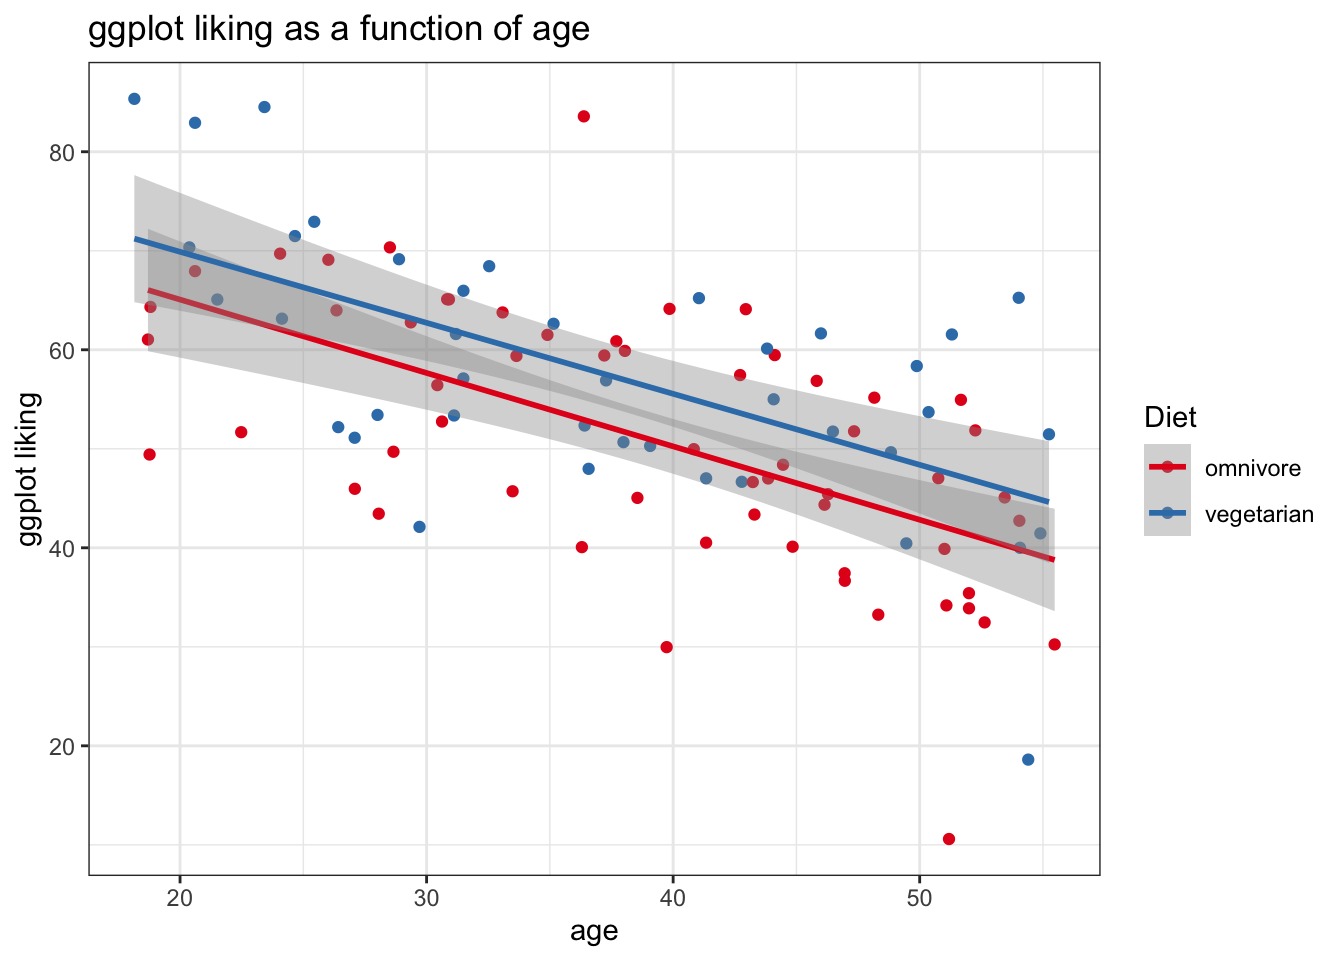 ggplot liking as a function of age
ggplot liking
80
60
40
20
20 30 40 50
age
Diet
omnivore
vegetarian